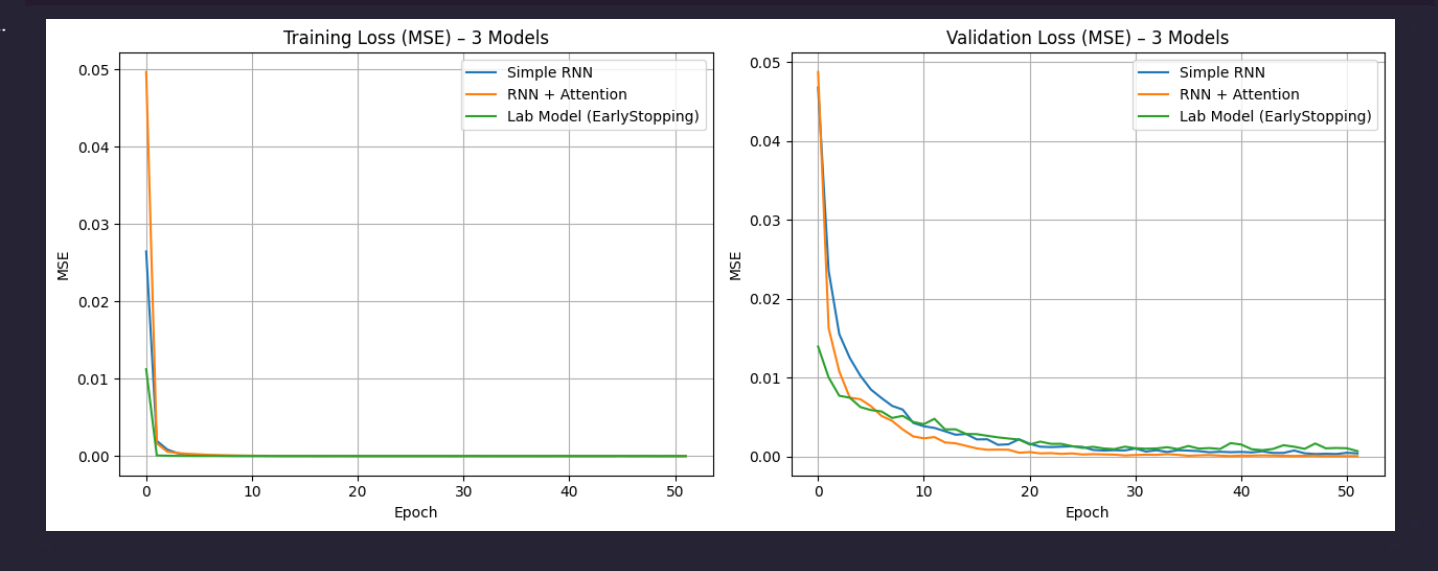 ..
Training Loss (MSE) – 3 Models
Simple RNN
RNN + Attention
Lab Model (EarlyStopping)
MSE
0.05
0.04
0.03
0.02
0.01
0.00
0 10 20 30 40 50
Epoch
Validation Loss (MSE) – 3 Models
Simple RNN
RNN + Attention
Lab Model (EarlyStopping)
MSE
0.05
0.04
0.03
0.02
0.01
0.00
0 10 20 30 40 50
Epoch